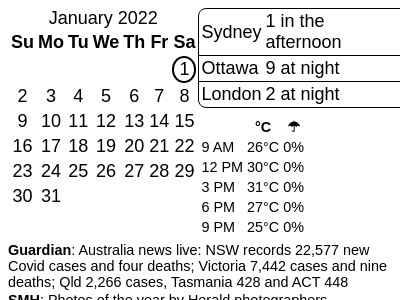 January 2022
Su Mo Tu We Th Fr Sa
1
2 3 4 5 6 7 8
9 10 11 12 13 14 15
16 17 18 19 20 21 22
23 24 25 26 27 28 29
30 31
Sydney 1 in the
afternoon
Ottawa 9 at night
London 2 at night
°C ☂
9 AM 26°C 0%
12 PM 30°C 0%
3 PM 31°C 0%
6 PM 27°C 0%
9 PM 25°C 0%
Guardian: Australia news live: NSW records 22,577 new
Covid cases and four deaths; Victoria 7,442 cases and nine
deaths; Qld 2,266 cases, Tasmania 428 and ACT 448
SMH: Photos of the year by Herald photographers